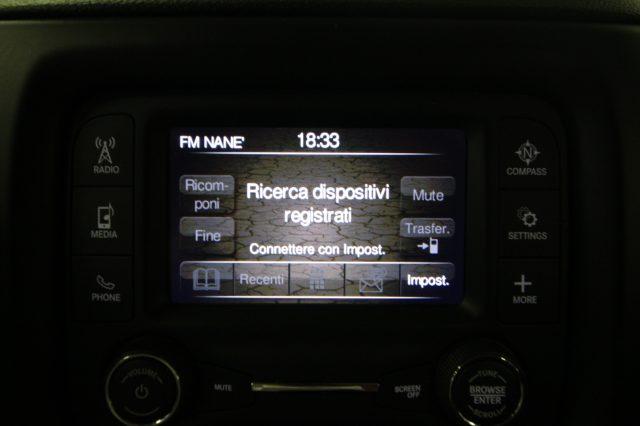 FM NANE' 18:33
RADIO
MEDIA
PHONE
Ricom-
poni
Fine
Ricerca dispositivi
registrati
Connettere con Impost.
Mute
Trasfer.
Recenti
Impost.
N
COMPASS
SETTINGS
MORE
VOLUME
MUTE
SCREEN
OFF
TUNE
BROWSE
ENTER
SCROLL